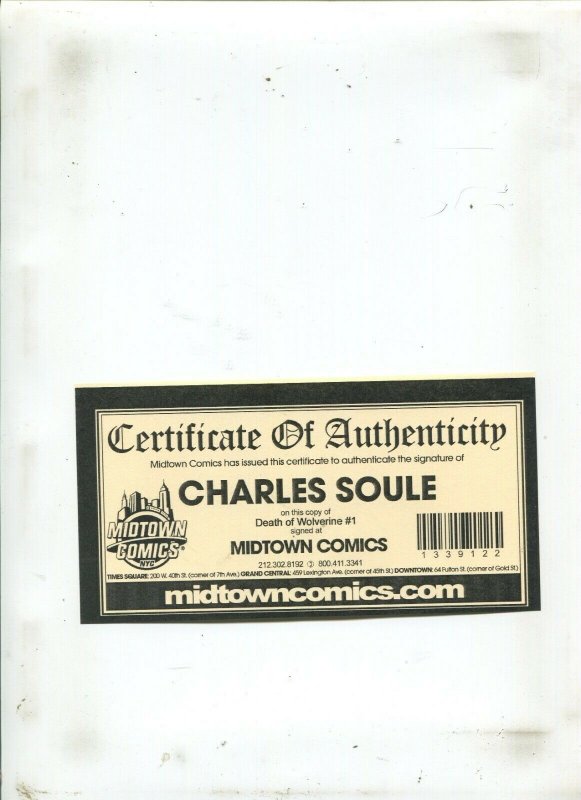 Certificate Of Authenticity
Midtown Comics has issued this certificate to authenticate the signature of
CHARLES SOULE
on this copy of
Death of Wolverine #1
signed at
MIDTOWN COMICS
MIDTOWN
COMICS®
NYC
1339122
212.302.8192 ② 800.411.3341
TIMES SQUARE: 200 W. 40th St. (corner of 7th Ave.) GRAND CENTRAL: 459 Lexington Ave. (corner of 45th St.) DOWNTOWN: 64 Fulton St. (corner of Gold St.)
midtowncomics.com